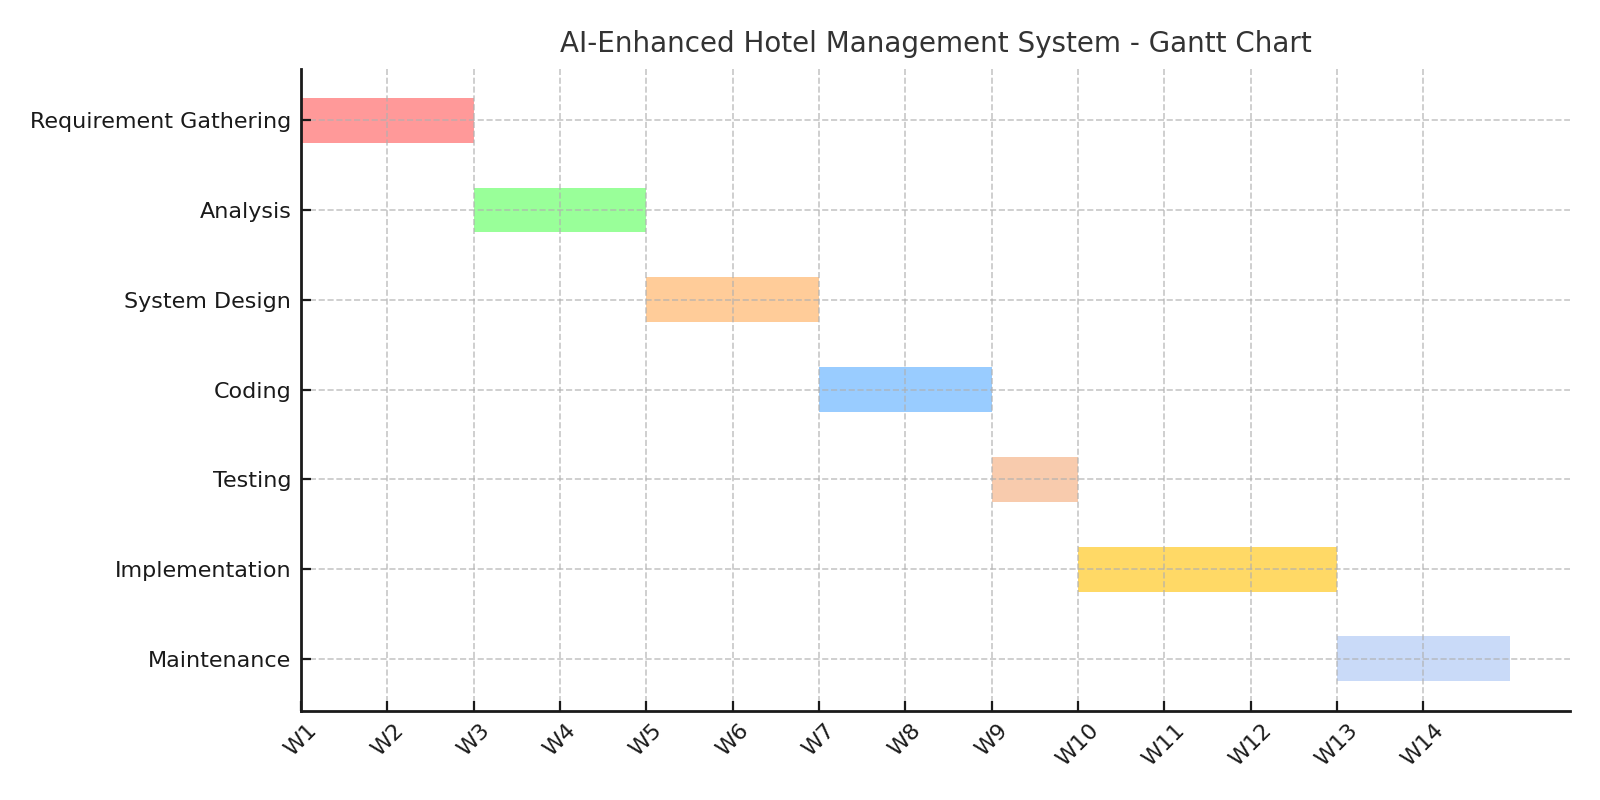 AI-Enhanced Hotel Management System - Gantt Chart
Requirement Gathering
Analysis
System Design
Coding
Testing
Implementation
Maintenance
W1 W2 W3 W4 W5 W6 W7 W8 W9 W10 W11 W12 W13 W14